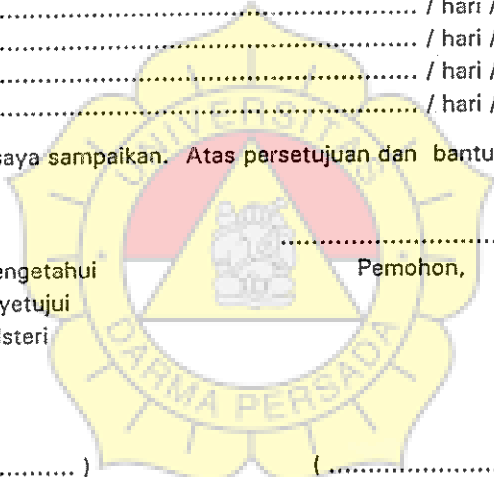 ................................................................ / hari /
................................................................ / hari /
................................................................ / hari /
................................................................ / hari /
saya sampaikan. Atas persetujuan dan bantu
................................
engetahui Pemohon,
yetujui
Isteri
............ ) ( ................................
UNIVERSITAS
DARMA PERSADA